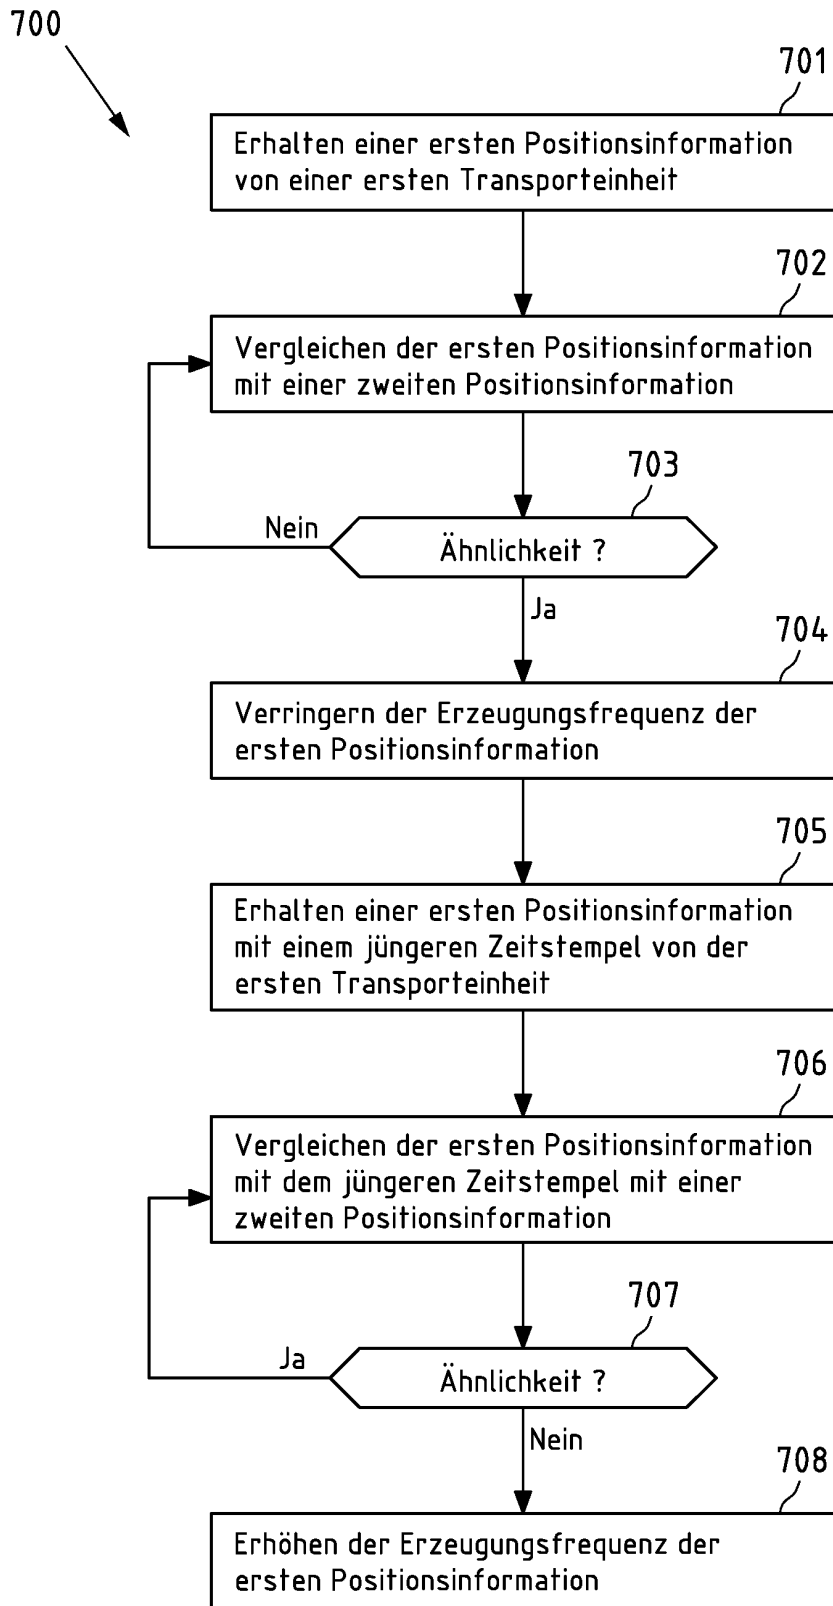 700
701
Erhalten einer ersten Positionsinformation
von einer ersten Transporteinheit
702
Vergleichen der ersten Positionsinformation
mit einer zweiten Positionsinformation
703
Nein
Ähnlichkeit ?
Ja
704
Verringern der Erzeugungsfrequenz der
ersten Positionsinformation
705
Erhalten einer ersten Positionsinformation
mit einem jüngeren Zeitstempel von der
ersten Transporteinheit
706
Vergleichen der ersten Positionsinformation
mit dem jüngeren Zeitstempel mit einer
zweiten Positionsinformation
707
Ja
Ähnlichkeit ?
Nein
708
Erhöhen der Erzeugungsfrequenz der
ersten Positionsinformation